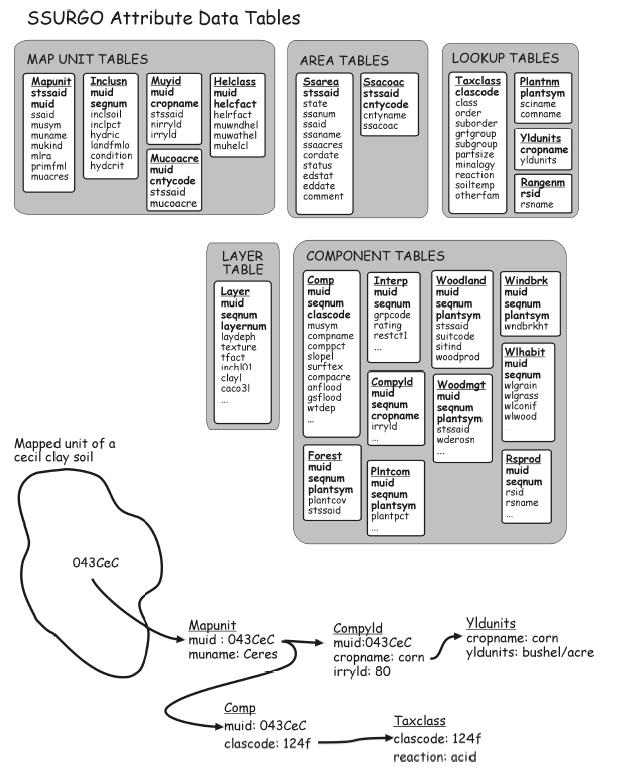 SSURGO Attribute Data Tables
MAP UNIT TABLES
Mapunit
stssaid
muid
ssaid
musym
muname
mukind
mlra
primfml
muacres
Inclusn
muid
segnum
inclsoil
inclpct
hydric
landfmlo
condition
hydcrit
Muyid
muid
cropname
stssaid
nirryld
irryld
Mucoacre
muid
cntycode
stssaid
mucoacre
Helclass
muid
helcfact
helrfact
muwndhel
muwathel
muhelcl
AREA TABLES
Ssarea
stssaid
state
ssanum
ssaid
ssaname
ssaacres
cordate
status
edstat
eddate
comment
Ssacoac
stssaid
cntycode
cntyname
ssacoac
LOOKUP TABLES
Taxclass
clascode
class
order
suborder
grtgroup
subgroup
partsize
minalogy
reaction
soiltemp
otherfam
Plantnm
plantsym
sciname
comname
Yldunits
cropname
yldunits
Rangenm
rsid
rsname
LAYER
TABLE
Layer
muid
seqnum
layernum
laydeph
texture
tfact
inchl01
clayl
caco3l
...
COMPONENT TABLES
Comp
muid
seqnum
clascode
musym
compname
comppct
slopel
surftex
compacre
anflood
gsflood
wtdep
...
Forest
muid
seqnum
plantsym
plantcov
stssaid
Interp
muid
seqnum
grpcode
rating
restct1
...
Compyld
muid
seqnum
cropname
irryld
...
Plntcom
muid
seqnum
plantsym
plantpct
...
Woodland
muid
seqnum
plantsym
stssaid
suitcode
sitind
woodprod
Woodmgt
muid
seqnum
plantsym
stssaid
wderosn
...
Windbrk
muid
seqnum
plantsym
wndbrkht
Wlhabit
muid
seqnum
wlgrain
wlgrass
wlconif
wlwood
...
Rsprod
muid
seqnum
rsid
rsname
...
Mapped unit of a
cecil clay soil
043CeC
Mapunit
muid : 043CeC
muname: Ceres
Compyld
muid:043CeC
cropname: corn
irryld: 80
Yldunits
cropname: corn
yldunits: bushel/acre
Comp
muid: 043CeC
clascode: 124f
Taxclass
clascode: 124f
reaction: acid